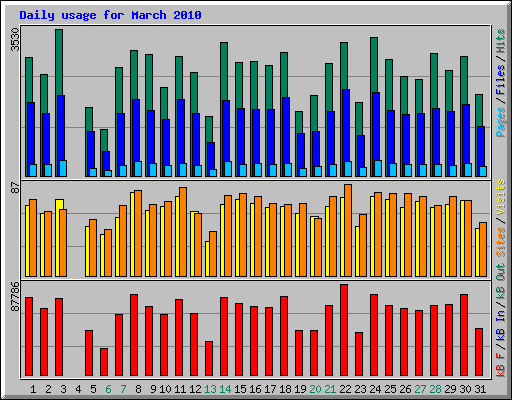 Daily usage for March 2010
3530
Pages / Files / Hits
87
Sites / Visits
87786
kB F / kB In / kB Out
1 2 3 4 5 6 7 8 9 10 11 12 13 14 15 16 17 18 19 20 21 22 23 24 25 26 27 28 29 30 31